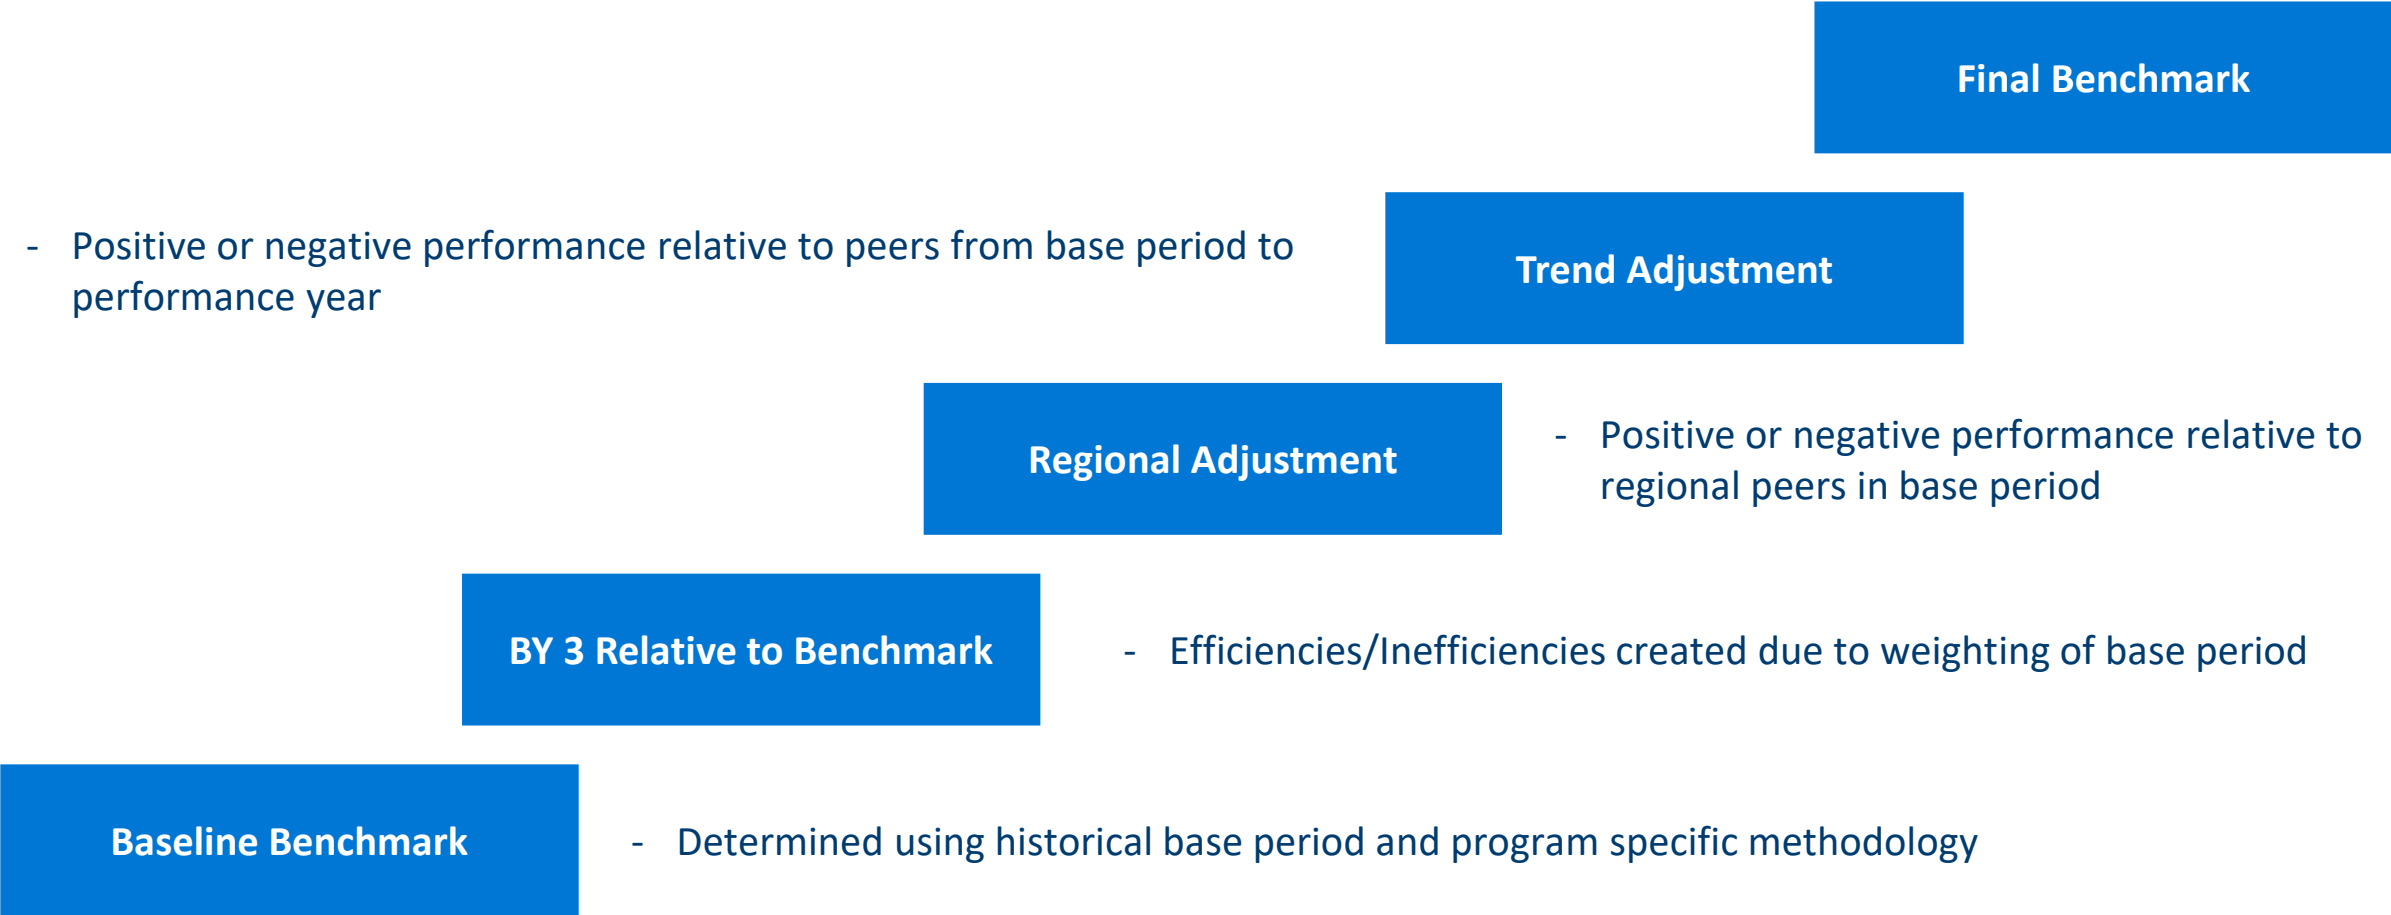 Final Benchmark
- Positive or negative performance relative to peers from base period to
performance year
Trend Adjustment
Regional Adjustment
- Positive or negative performance relative to
regional peers in base period
BY 3 Relative to Benchmark
- Efficiencies/Inefficiencies created due to weighting of base period
Baseline Benchmark
- Determined using historical base period and program specific methodology